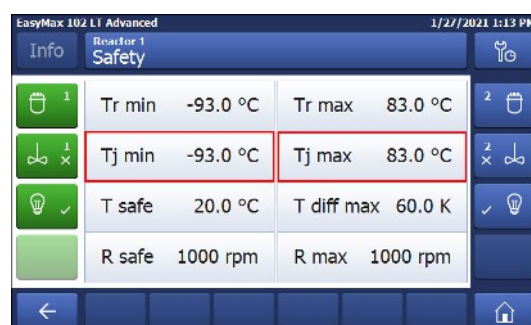 EasyMax 102 LT Advanced 1/27/2021 1:13 PM
Info
Reactor 1
Safety
1
Tr min -93.0 °C Tr max 83.0 °C
2
1
Tj min -93.0 °C Tj max 83.0 °C
2
T safe 20.0 °C T diff max 60.0 K
R safe 1000 rpm R max 1000 rpm